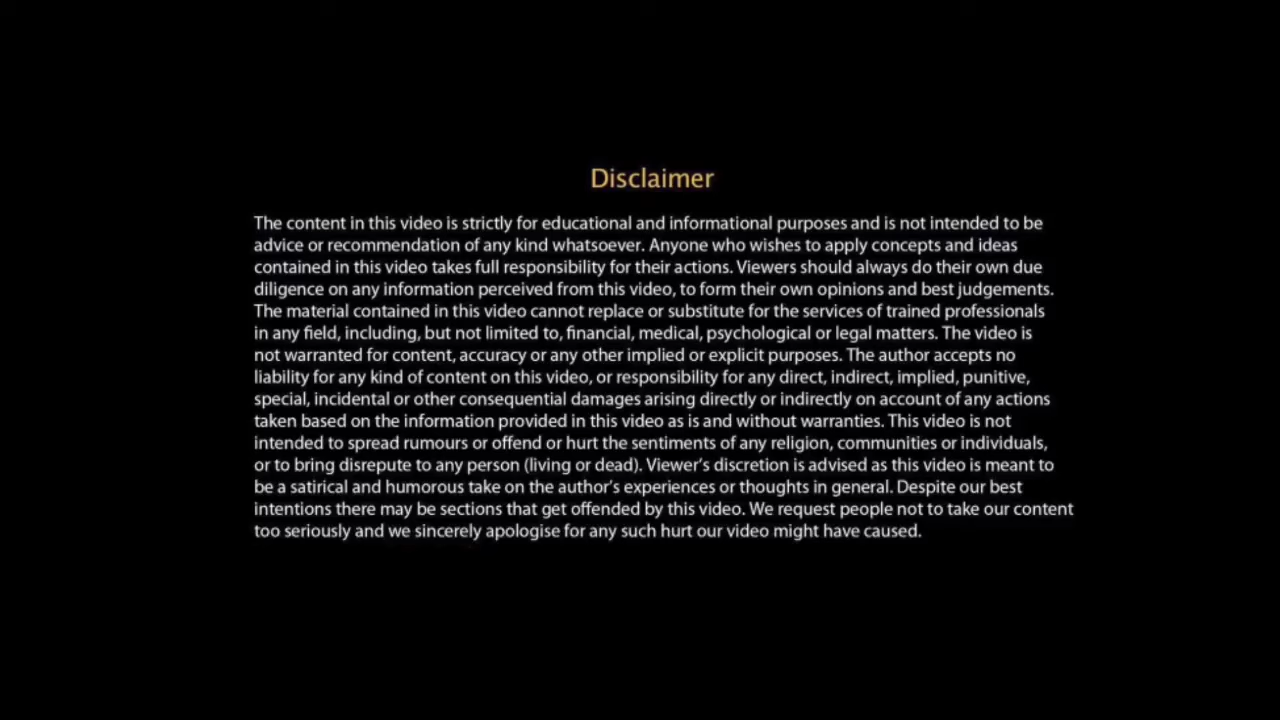 Disclaimer
The content in this video is strictly for educational and informational purposes and is not intended to be
advice or recommendation of any kind whatsoever. Anyone who wishes to apply concepts and ideas
contained in this video takes full responsibility for their actions. Viewers should always do their own due
diligence on any information perceived from this video, to form their own opinions and best judgements.
The material contained in this video cannot replace or substitute for the services of trained professionals
in any field, including, but not limited to, financial, medical, psychological or legal matters. The video is
not warranted for content, accuracy or any other implied or explicit purposes. The author accepts no
liability for any kind of content on this video, or responsibility for any direct, indirect, implied, punitive,
special, incidental or other consequential damages arising directly or indirectly on account of any actions
taken based on the information provided in this video as is and without warranties. This video is not
intended to spread rumours or offend or hurt the sentiments of any religion, communities or individuals,
or to bring disrepute to any person (living or dead). Viewer's discretion is advised as this video is meant to
be a satirical and humorous take on the author's experiences or thoughts in general. Despite our best
intentions there may be sections that get offended by this video. We request people not to take our content
too seriously and we sincerely apologise for any such hurt our video might have caused.